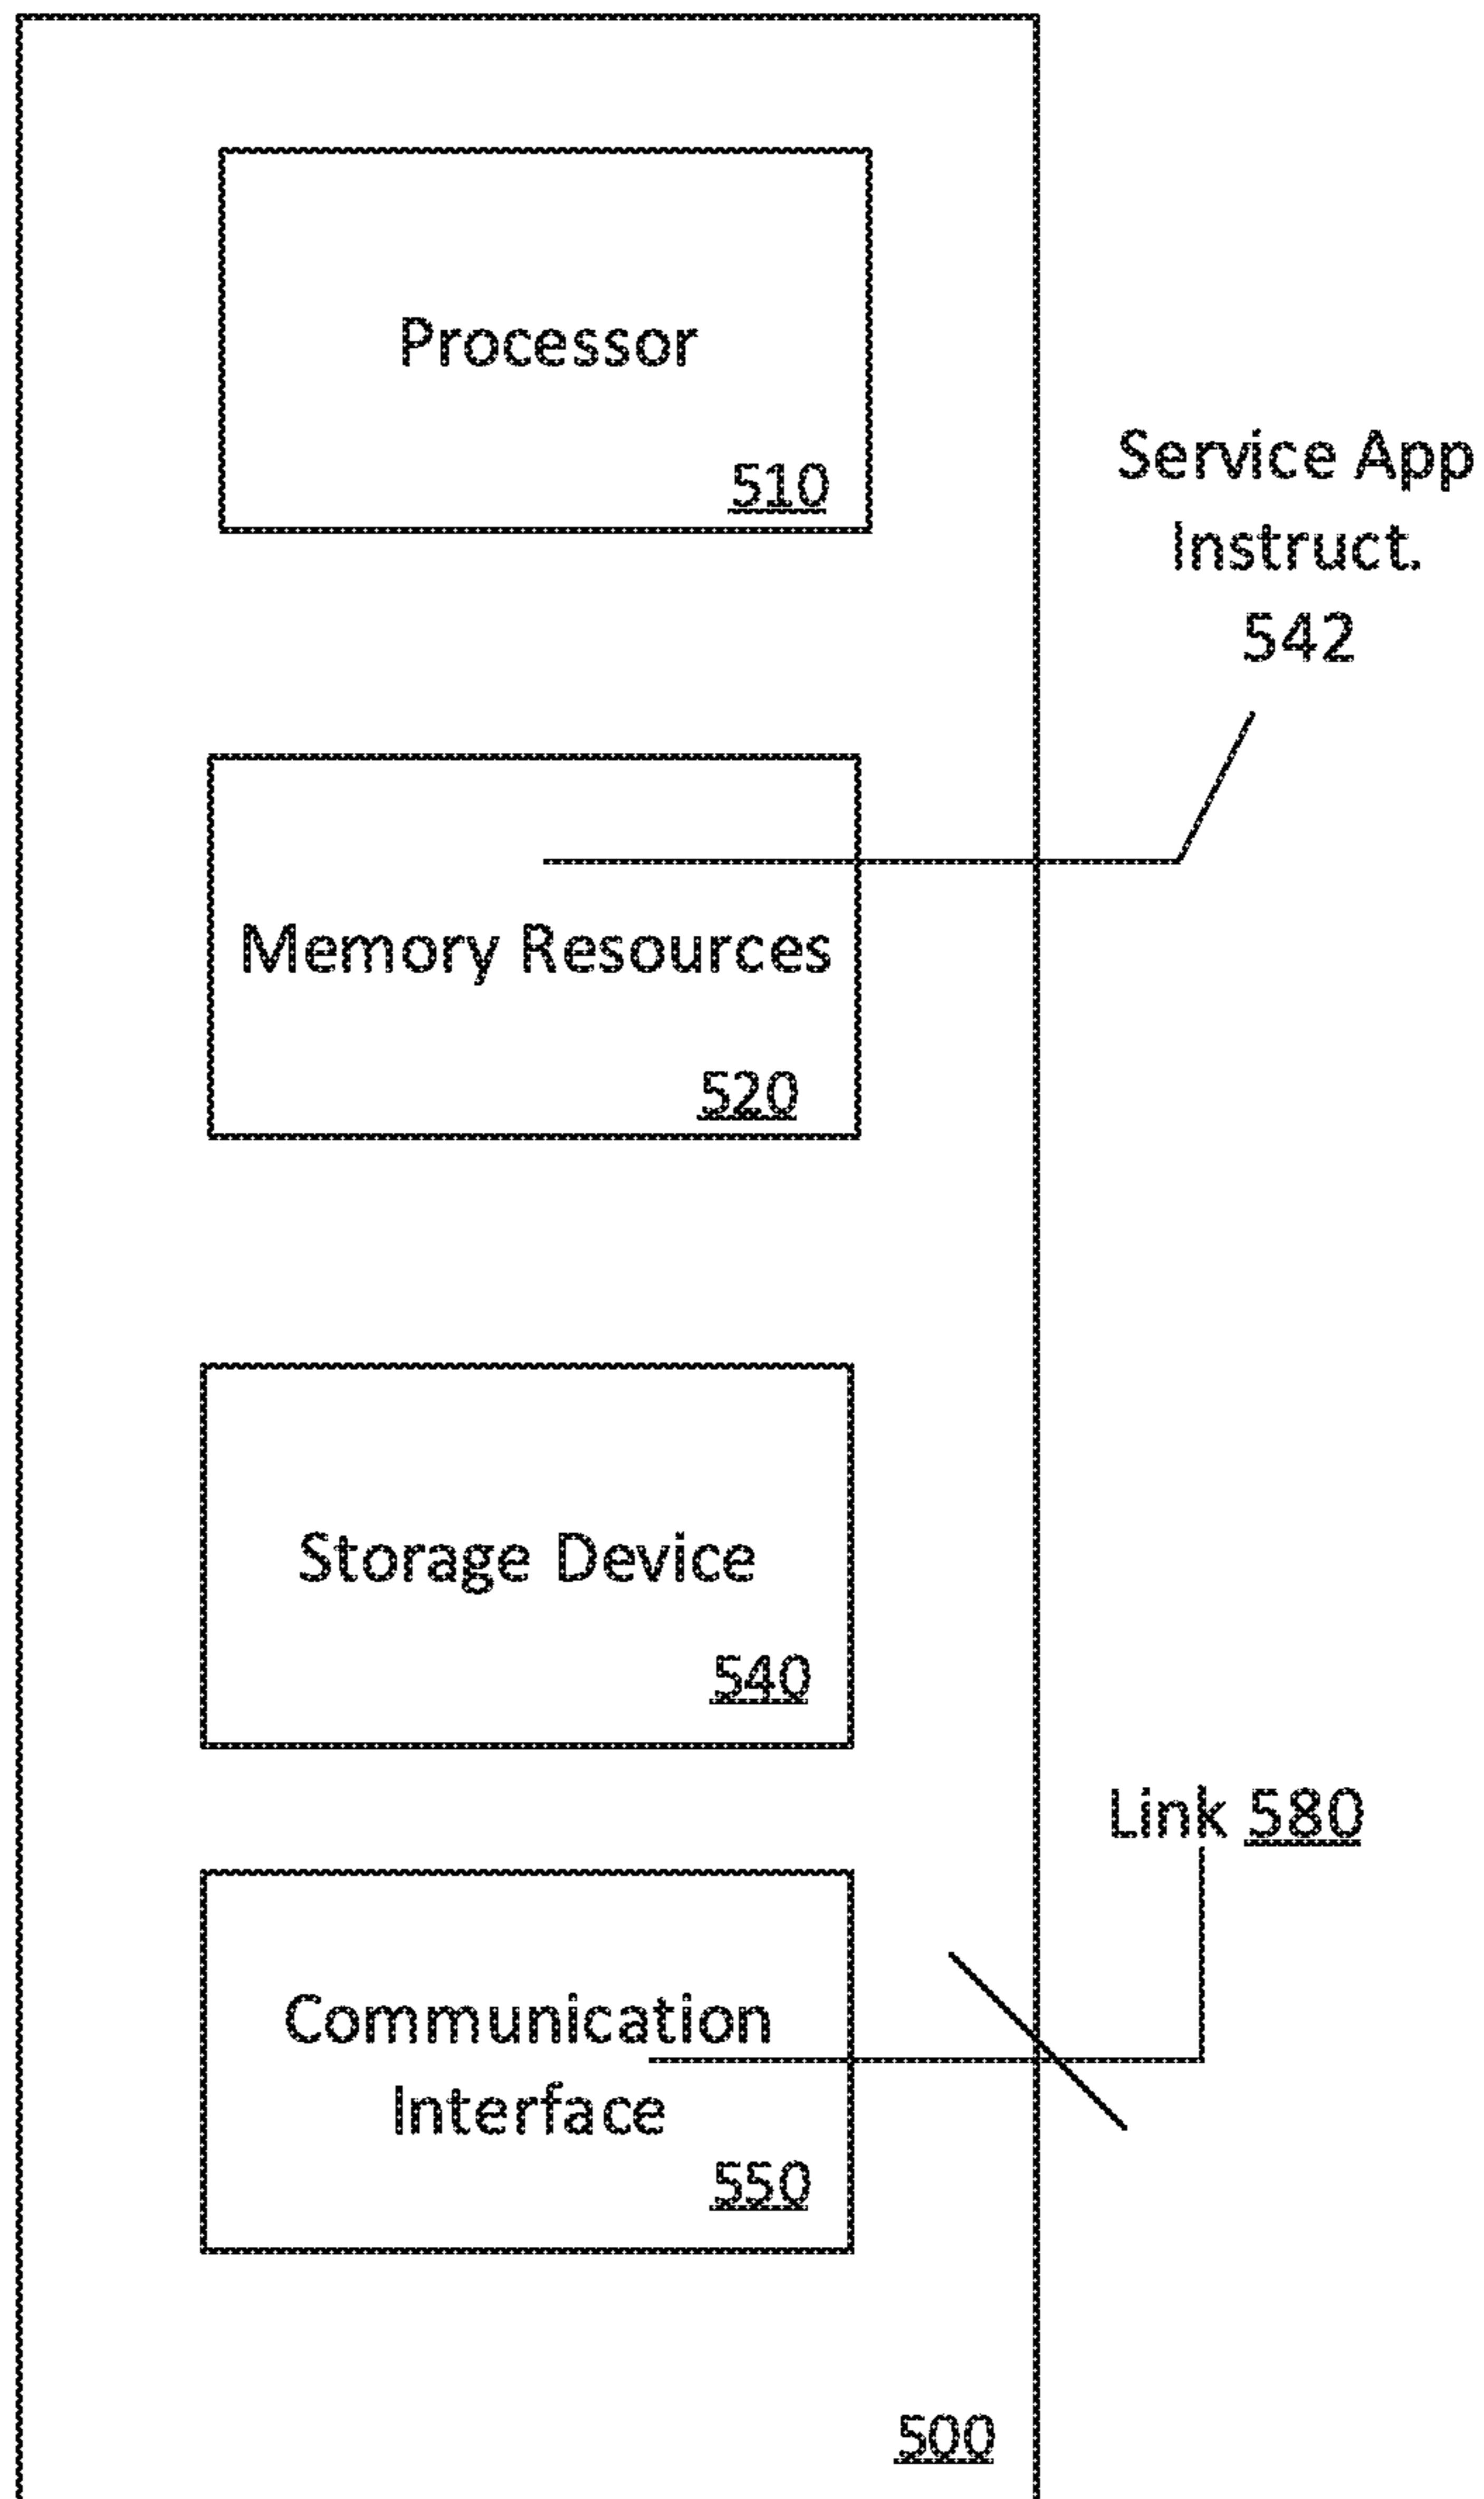 Processor
510
Service App
Instruct.
542
Memory Resources
520
Storage Device
540
Link 580
Communication
Interface
550
500